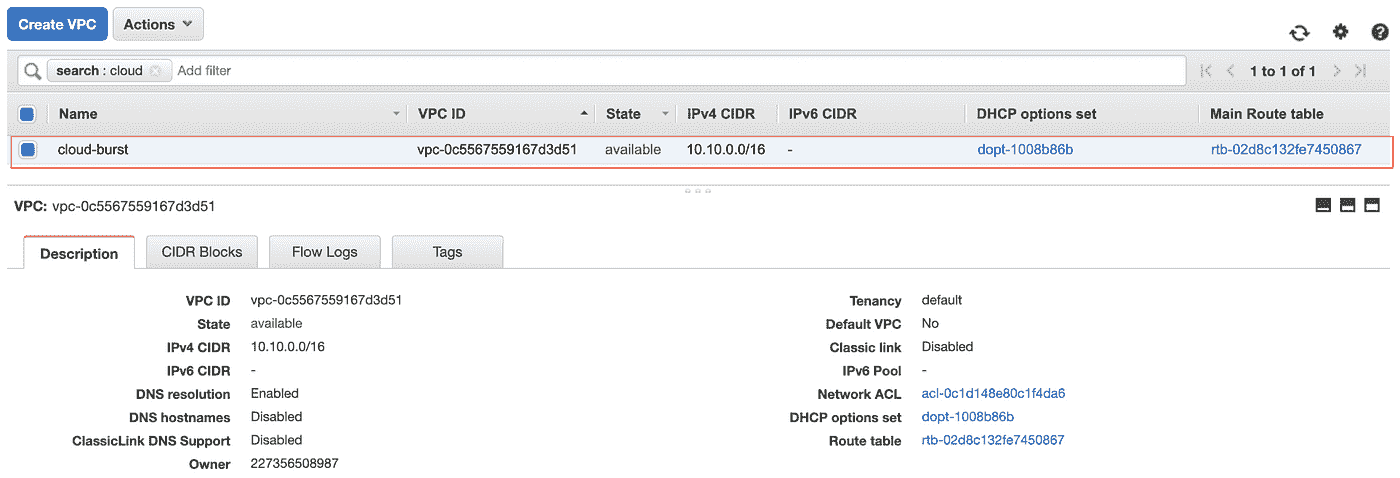 Create VPC Actions
search : cloud Add filter 1 to 1 of 1
Name VPC ID State IPv4 CIDR IPv6 CIDR DHCP options set Main Route table
cloud-burst vpc-0c5567559167d3d51 available 10.10.0.0/16 - dopt-1008b86b rtb-02d8c132fe7450867
VPC: vpc-0c5567559167d3d51
Description CIDR Blocks Flow Logs Tags
VPC ID vpc-0c5567559167d3d51 Tenancy default
State available Default VPC No
IPv4 CIDR 10.10.0.0/16 Classic link Disabled
IPv6 CIDR - IPv6 Pool -
DNS resolution Enabled Network ACL acl-0c1d148e80c1f4da6
DNS hostnames Disabled DHCP options set dopt-1008b86b
ClassicLink DNS Support Disabled Route table rtb-02d8c132fe7450867
Owner 227356508987